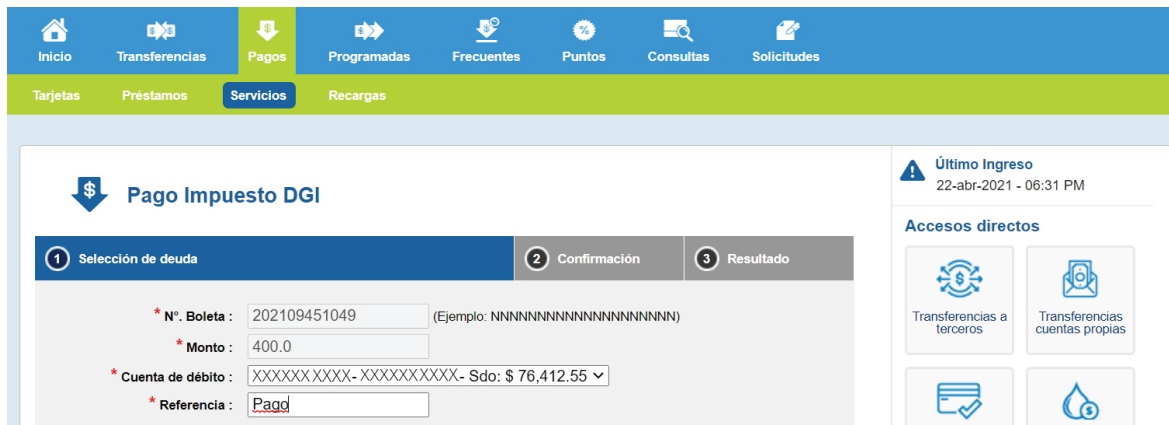 Inicio Transferencias Pagos Programadas Frecuentes Puntos Consultas Solicitudes
Tarjetas Préstamos Servicios Recargas
Pago Impuesto DGI
1 Selección de deuda 2 Confirmación 3 Resultado
* N°. Boleta : 202109451049 (Ejemplo: NNNNNNNNNNNNNNNNNNNN)
* Monto : 400.0
* Cuenta de débito : XXXXXX XXXX- XXXXXXXXXX- Sdo: $ 76,412.55
* Referencia : Pago
Último Ingreso
22-abr-2021 - 06:31 PM
Accesos directos
Transferencias a
terceros
Transferencias
cuentas propias